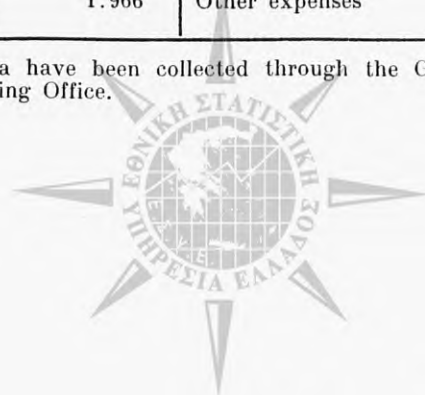 1.966 Other expenses
a have been collected through the G
ing Office.
ΕΘΝΙΚΗ ΣΤΑΤΙΣΤΙΚΗ
ΥΠΗΡΕΣΙΑ ΕΛΛΑΔΟΣ
Ε.Σ.Υ.Ε.